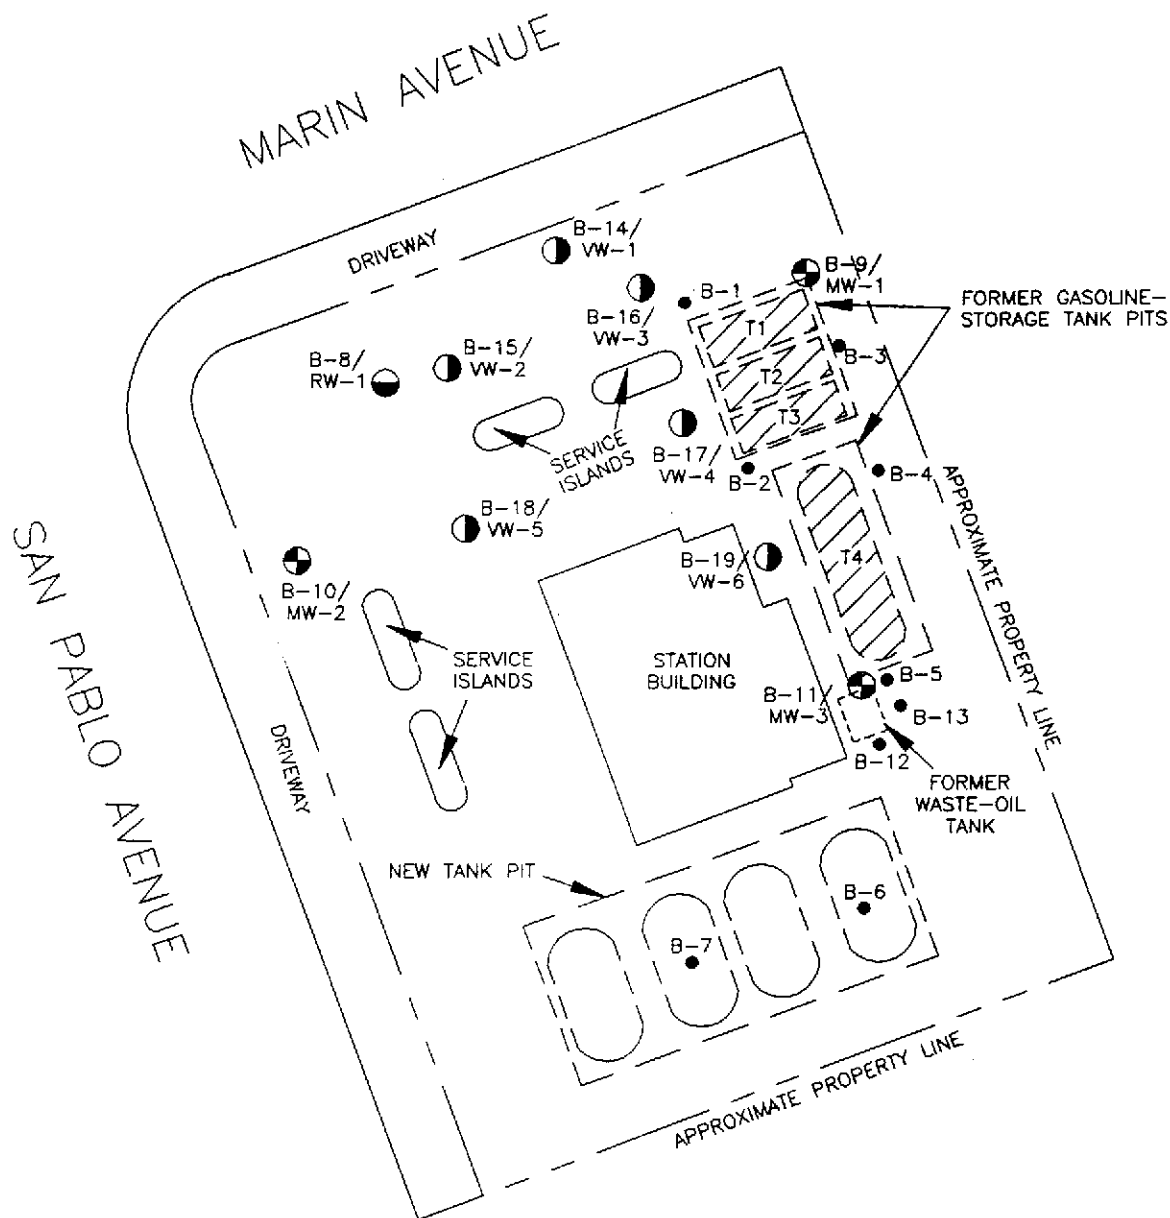 MARIN AVENUE
DRIVEWAY
B-14/
VW-1
B-9/
MW-1
B-1
B-16/
VW-3
FORMER GASOLINE-
STORAGE TANK PITS
T1
B-3
B-15/
VW-2
B-8/
RW-1
T2
T3
SERVICE
ISLANDS
B-17/
VW-4
B-2
B-4
APPROXIMATE PROPERTY LINE
B-18/
VW-5
T4
B-19/
VW-6
B-10/
MW-2
SAN PABLO AVENUE
SERVICE
ISLANDS
STATION
BUILDING
B-11/
MW-3
B-5
B-13
B-12
DRIVEWAY
FORMER
WASTE-OIL
TANK
NEW TANK PIT
B-6
B-7
APPROXIMATE PROPERTY LINE